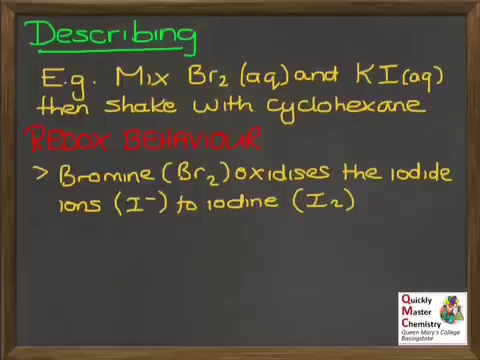 Describing
E.g. Mix Br2 (aq) and KI(aq)
then shake with cyclohexane
REDOX BEHAVIOUR
> Bromine (Br2) oxidises the iodide
ions (I-) to iodine (I2)
Quickly
Master
Chemistry
Queen Mary's College
Basingstoke